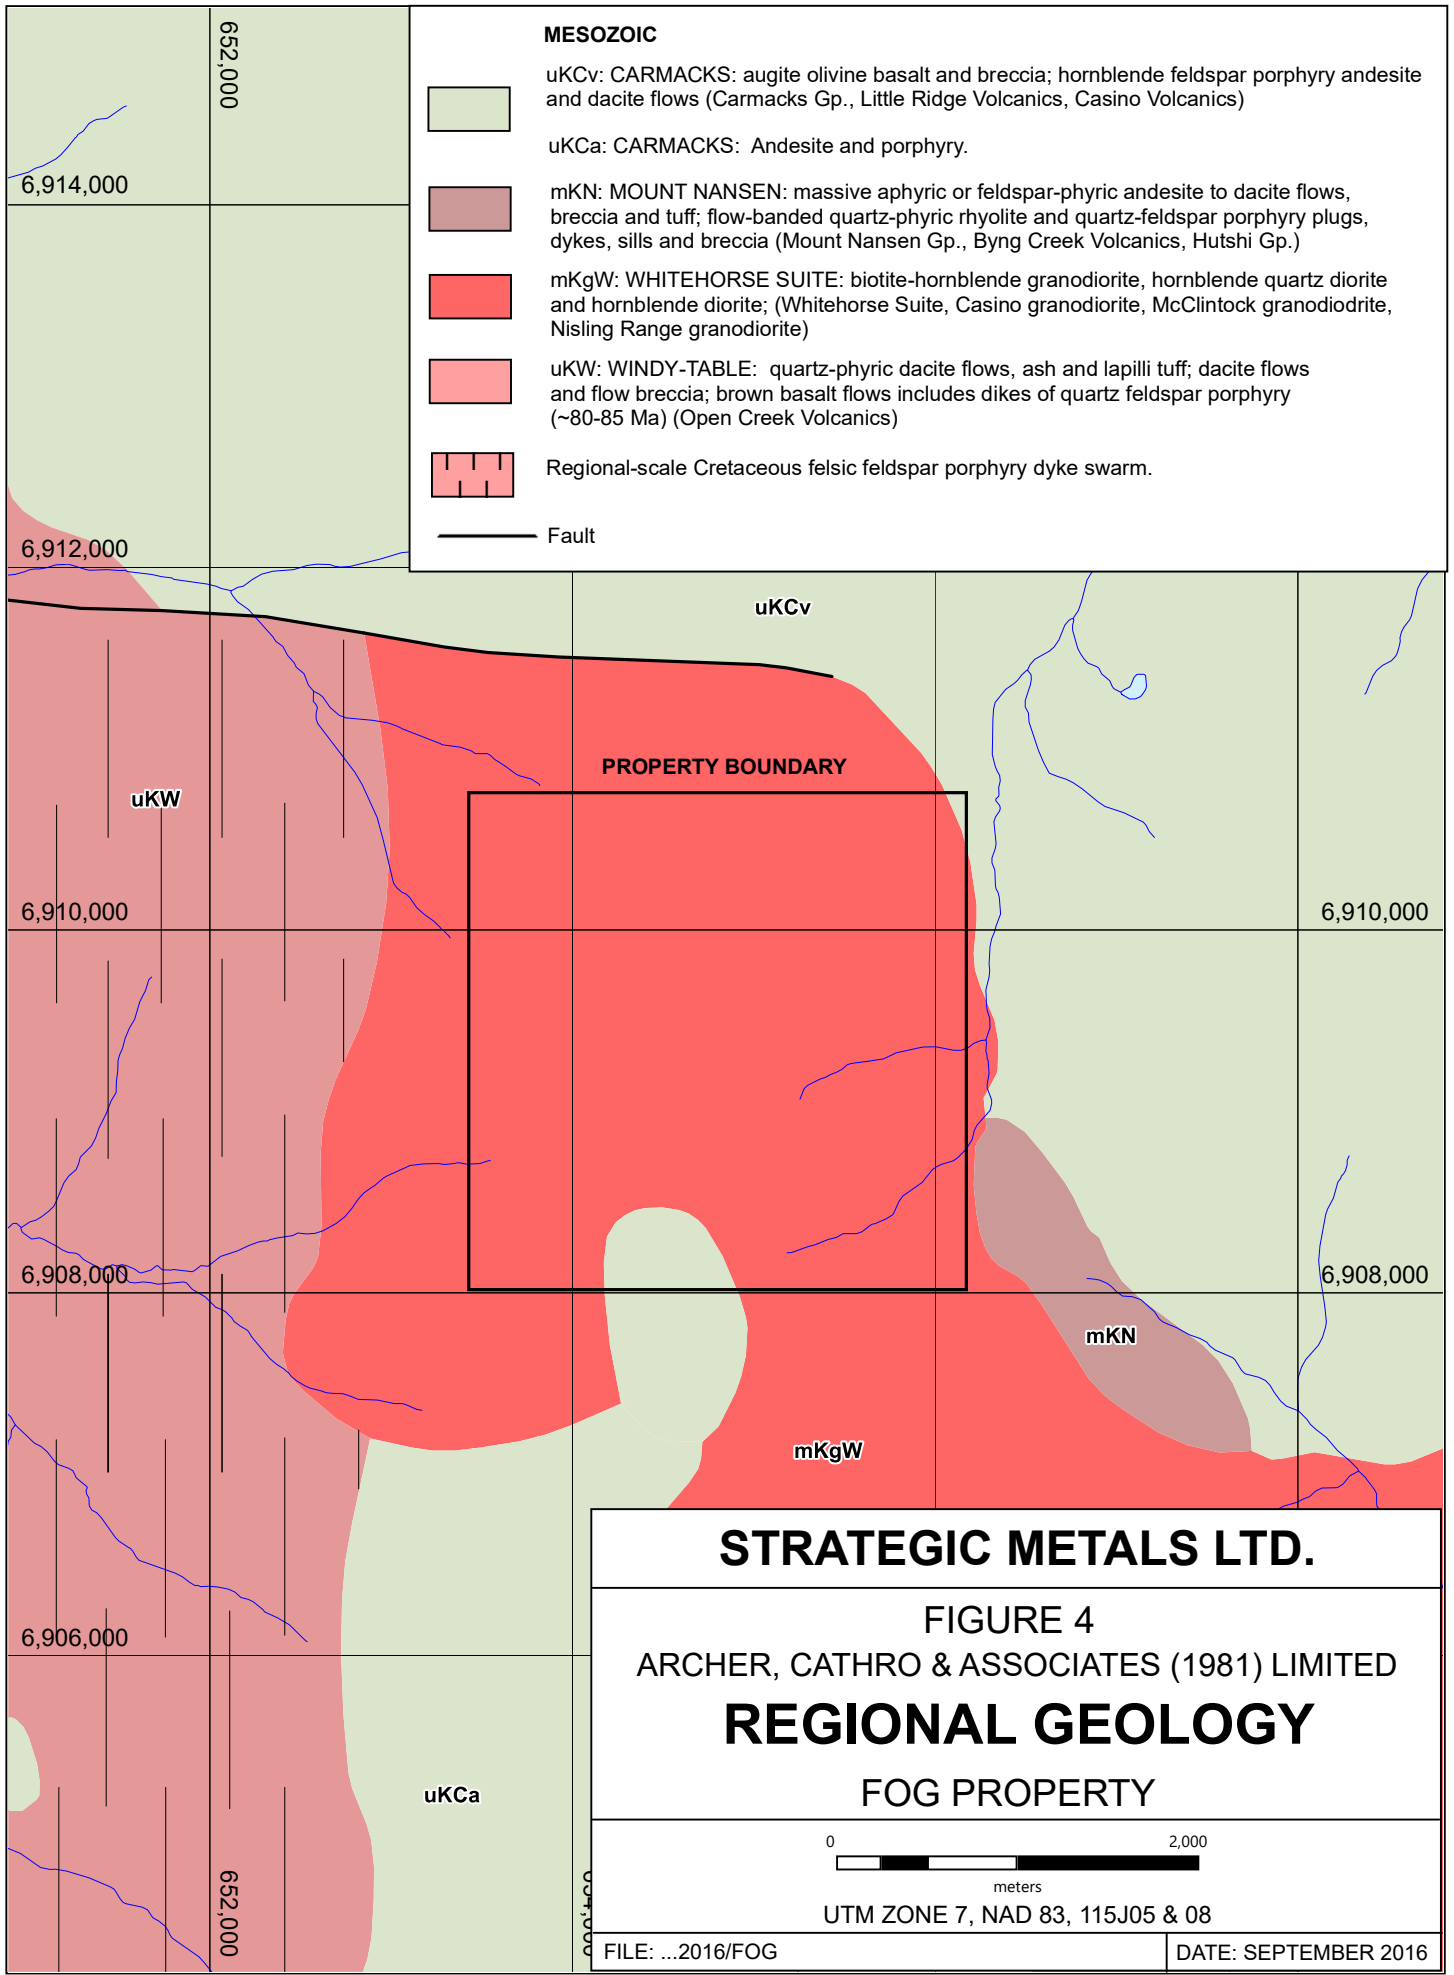 MESOZOIC
uKCv: CARMACKS: augite olivine basalt and breccia; hornblende feldspar porphyry andesite
and dacite flows (Carmacks Gp., Little Ridge Volcanics, Casino Volcanics)
uKCa: CARMACKS: Andesite and porphyry.
mKN: MOUNT NANSEN: massive aphyric or feldspar-phyric andesite to dacite flows,
breccia and tuff; flow-banded quartz-phyric rhyolite and quartz-feldspar porphyry plugs,
dykes, sills and breccia (Mount Nansen Gp., Byng Creek Volcanics, Hutshi Gp.)
mKgW: WHITEHORSE SUITE: biotite-hornblende granodiorite, hornblende quartz diorite
and hornblende diorite; (Whitehorse Suite, Casino granodiorite, McClintock granodiodrite,
Nisling Range granodiorite)
uKW: WINDY-TABLE: quartz-phyric dacite flows, ash and lapilli tuff; dacite flows
and flow breccia; brown basalt flows includes dikes of quartz feldspar porphyry
(~80-85 Ma) (Open Creek Volcanics)
Regional-scale Cretaceous felsic feldspar porphyry dyke swarm.
Fault
652,000
6,914,000
6,912,000
uKCv
PROPERTY BOUNDARY
uKW
6,910,000
6,910,000
6,908,000
6,908,000
mKN
mKgW
6,906,000
uKCa
652,000
STRATEGIC METALS LTD.
FIGURE 4
ARCHER, CATHRO & ASSOCIATES (1981) LIMITED
REGIONAL GEOLOGY
FOG PROPERTY
0 2,000
meters
UTM ZONE 7, NAD 83, 115J05 & 08
FILE: ...2016/FOG
DATE: SEPTEMBER 2016